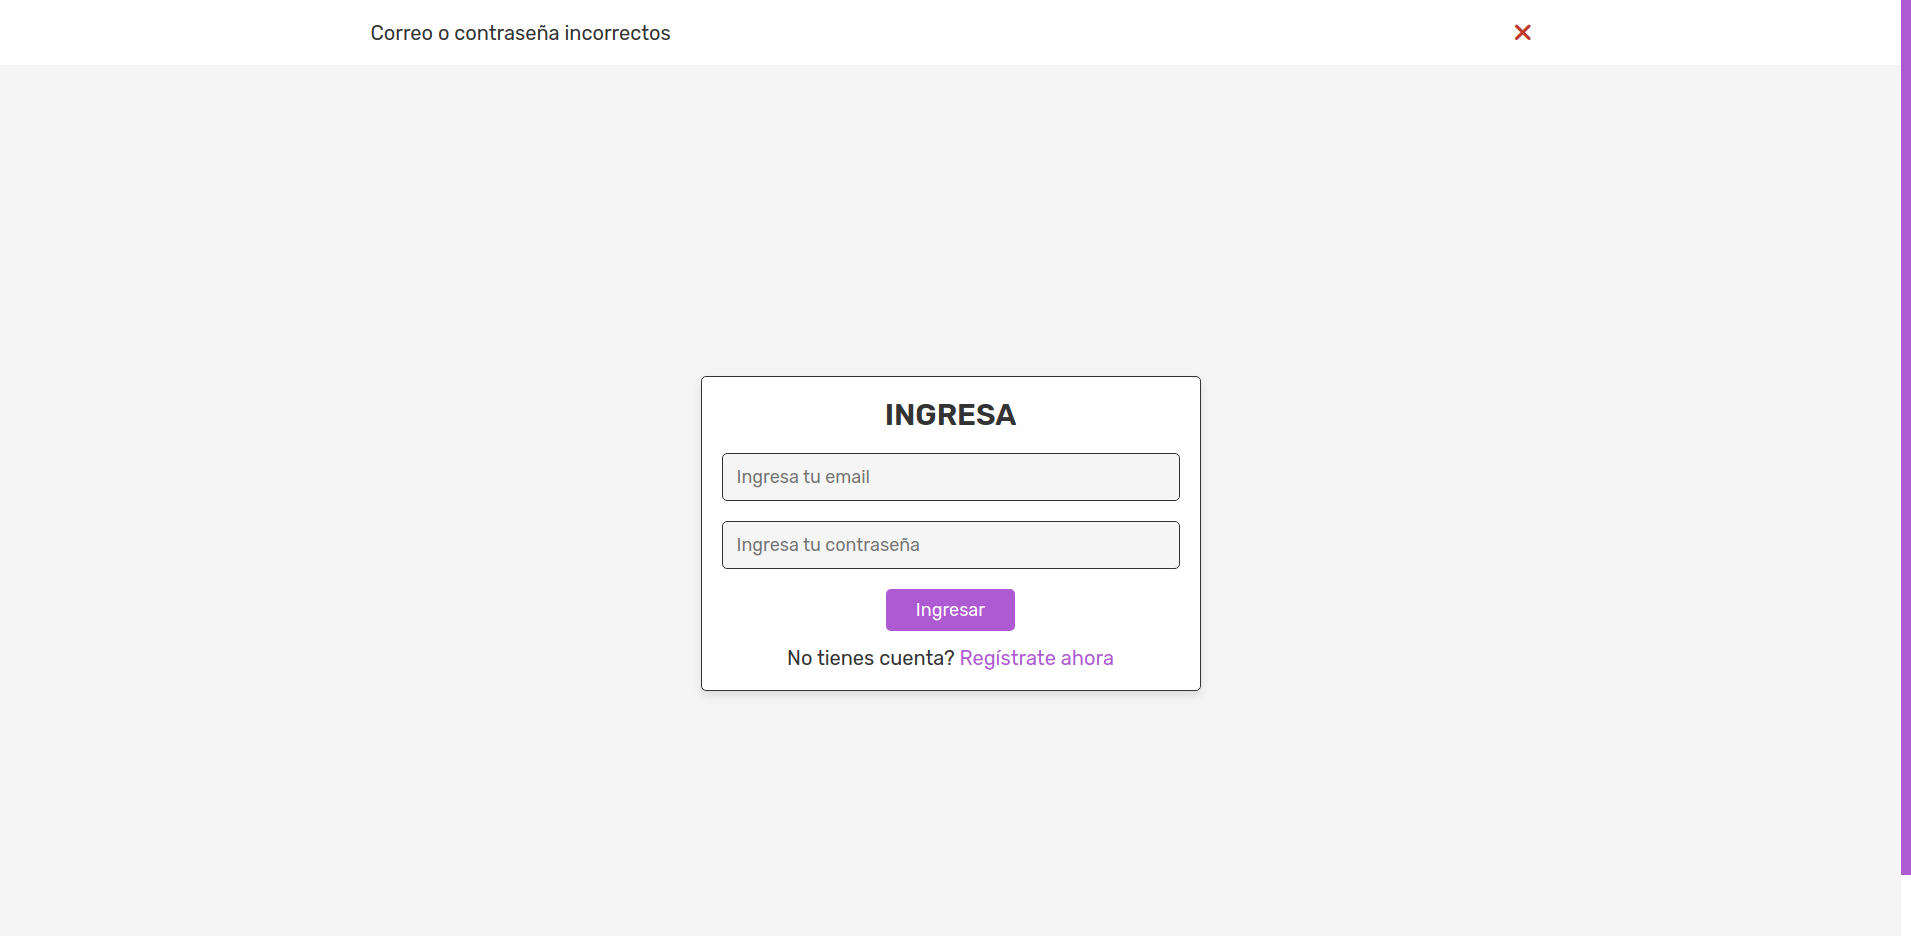 Correo o contraseña incorrectos
INGRESA
Ingresa tu email
Ingresa tu contraseña
Ingresar
No tienes cuenta? Regístrate ahora